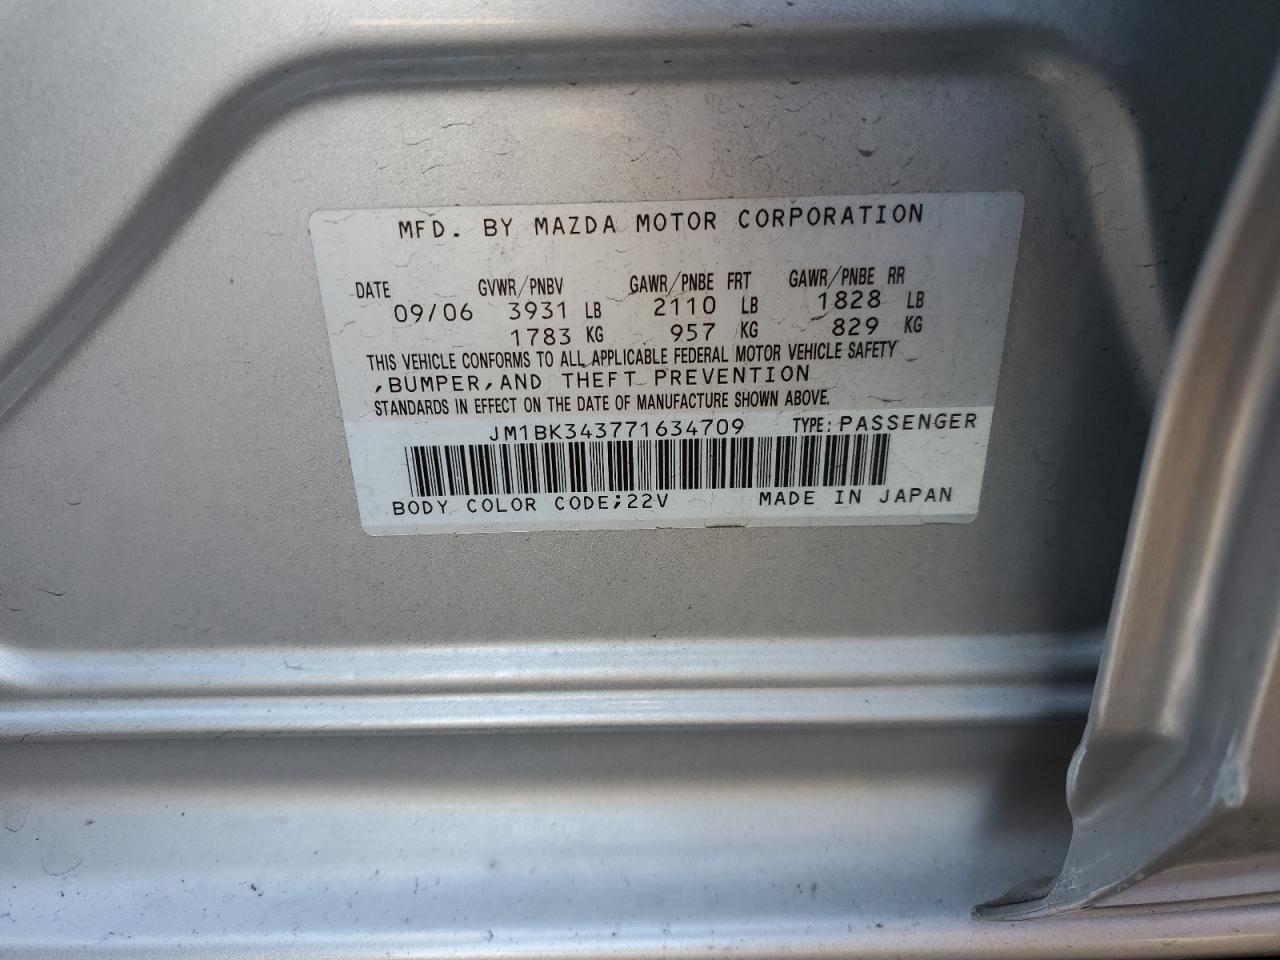 MFD. BY MAZDA MOTOR CORPORATION
DATE GVWR/PNBV GAWR/PNBE FRT GAWR/PNBE RR
09/06 3931 LB 2110 LB 1828 LB
1783 KG 957 KG 829 KG
THIS VEHICLE CONFORMS TO ALL APPLICABLE FEDERAL MOTOR VEHICLE SAFETY
,BUMPER,AND THEFT PREVENTION
STANDARDS IN EFFECT ON THE DATE OF MANUFACTURE SHOWN ABOVE.
JM1BK343771634709 TYPE:PASSENGER
BODY COLOR CODE;22V MADE IN JAPAN